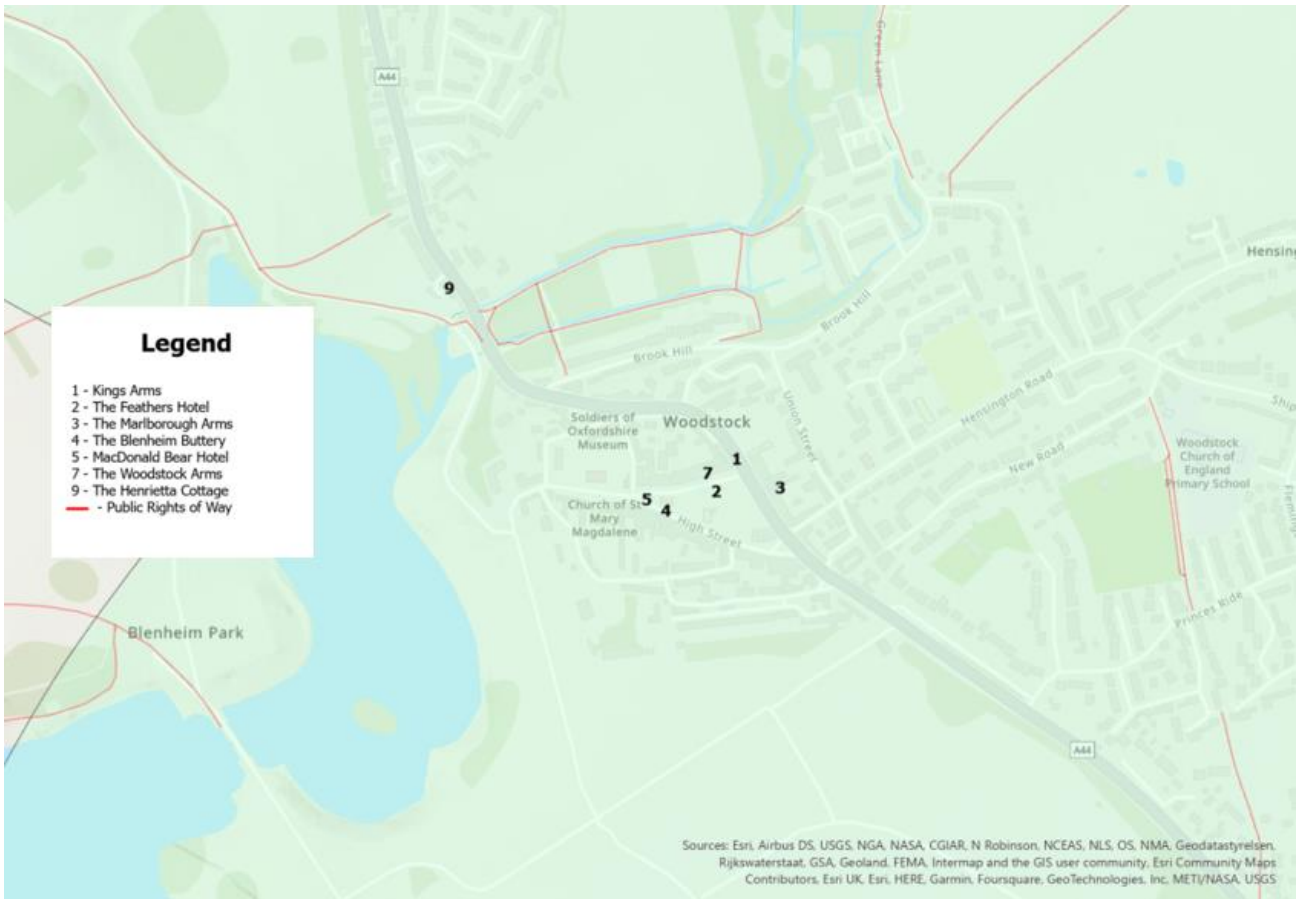 A44
Green Lane
Hensing
9
Brook Hill
Brook Hill
Legend
1 - Kings Arms
2 - The Feathers Hotel
3 - The Marlborough Arms
4 - The Blenheim Buttery
5 - MacDonald Bear Hotel
7 - The Woodstock Arms
9 - The Henrietta Cottage
- Public Rights of Way
Hensington Road
Ship
Soldiers of
Oxfordshire
Museum
Woodstock
Union Street
New Road
Woodstock
Church of
England
Primary School
1
7
2
3
5
4
Church of St
Mary
Magdalene
High Street
Fleming
Princes Ride
Blenheim Park
A44
Sources: Esri, Airbus DS, USGS, NGA, NASA, CGIAR, N Robinson, NCEAS, NLS, OS, NMA, Geodatastyrelsen,
Rijkswaterstaat, GSA, Geoland, FEMA, Intermap and the GIS user community, Esri Community Maps
Contributors, Esri UK, Esri, HERE, Garmin, Foursquare, GeoTechnologies, Inc, METI/NASA, USGS